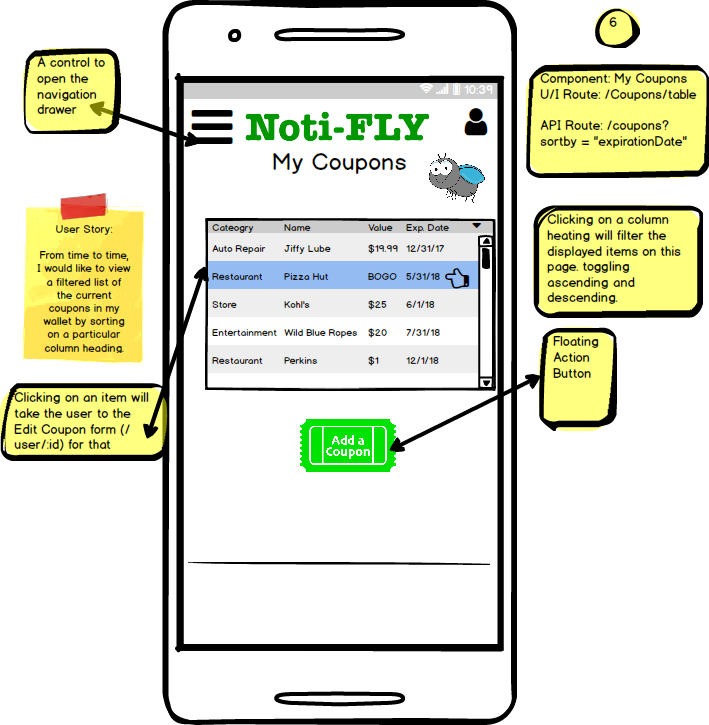 6
A control to
open the
navigation
drawer
Component: My Coupons
U/I Route: /Coupons/table
API Route: /coupons?
sortby = "expirationDate"
10:39
Noti-FLY
My Coupons
User Story:
From time to time,
I would like to view
a filtered list of
the current
coupons in my
wallet by sorting
on a particular
column heading.
Cateogry Name Value Exp. Date
Auto Repair Jiffy Lube $19.99 12/31/17
Restaurant Pizza Hut BOGO 5/31/18
Store Kohl's $25 6/1/18
Entertainment Wild Blue Ropes $20 7/31/18
Restaurant Perkins $1 12/1/18
Clicking on a column
heating will filter the
displayed items on this
page. toggling
ascending and
descending.
Floating
Action
Button
Clicking on an item will
take the user to the
Edit Coupon form (/
user/:id) for that
Add a
Coupon